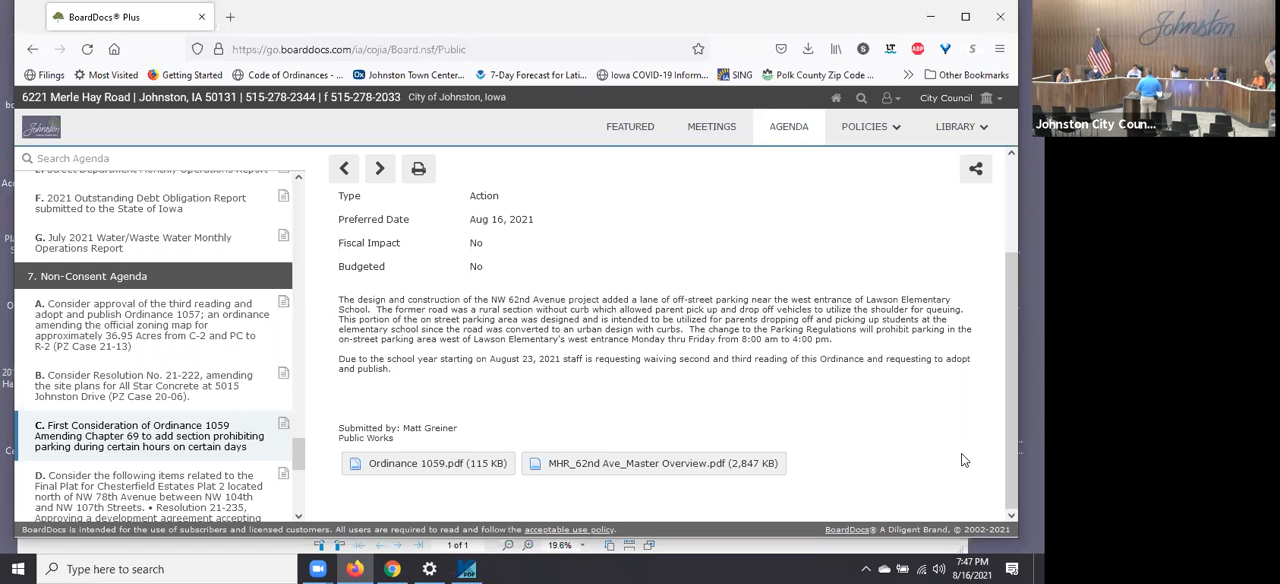 BoardDocs® Plus
https://go.boarddocs.com/ia/cojia/Board.nsf/Public
Filings
Most Visited
Getting Started
Code of Ordinances - ...
Johnston Town Center...
7-Day Forecast for Lati...
Iowa COVID-19 Inform...
SING
Polk County Zip Code ...
Other Bookmarks
6221 Merle Hay Road | Johnston, IA 50131 | 515-278-2344 | f 515-278-2033 City of Johnston, Iowa
City Council
Johnston
FEATURED
MEETINGS
AGENDA
POLICIES
LIBRARY
Search Agenda
E. Street Department Monthly Operations Report
F. 2021 Outstanding Debt Obligation Report
submitted to the State of Iowa
G. July 2021 Water/Waste Water Monthly
Operations Report
7. Non-Consent Agenda
A. Consider approval of the third reading and
adopt and publish Ordinance 1057; an ordinance
amending the official zoning map for
approximately 36.95 Acres from C-2 and PC to
R-2 (PZ Case 21-13)
B. Consider Resolution No. 21-222, amending
the site plans for All Star Concrete at 5015
Johnston Drive (PZ Case 20-06).
C. First Consideration of Ordinance 1059
Amending Chapter 69 to add section prohibiting
parking during certain hours on certain days
D. Consider the following items related to the
Final Plat for Chesterfield Estates Plat 2 located
north of NW 78th Avenue between NW 104th
and NW 107th Streets. • Resolution 21-235,
Approving a development agreement accepting
Type Action
Preferred Date Aug 16, 2021
Fiscal Impact No
Budgeted No
The design and construction of the NW 62nd Avenue project added a lane of off-street parking near the west entrance of Lawson Elementary
School. The former road was a rural section without curb which allowed parent pick up and drop off vehicles to utilize the shoulder for queuing.
This portion of the on street parking area was designed and is intended to be utilized for parents dropping off and picking up students at the
elementary school since the road was converted to an urban design with curbs. The change to the Parking Regulations will prohibit parking in the
on-street parking area west of Lawson Elementary's west entrance Monday thru Friday from 8:00 am to 4:00 pm.
Due to the school year starting on August 23, 2021 staff is requesting waiving second and third reading of this Ordinance and requesting to adopt
and publish.
Submitted by: Matt Greiner
Public Works
Ordinance 1059.pdf (115 KB)
MHR_62nd Ave_Master Overview.pdf (2,847 KB)
BoardDocs is intended for the use of subscribers and licensed customers. All users are required to read and follow the acceptable use policy.
BoardDocs® A Diligent Brand, © 2002-2021
1 of 1
19.6%
Type here to search
7:47 PM
8/16/2021
Johnston
Johnston City Coun...